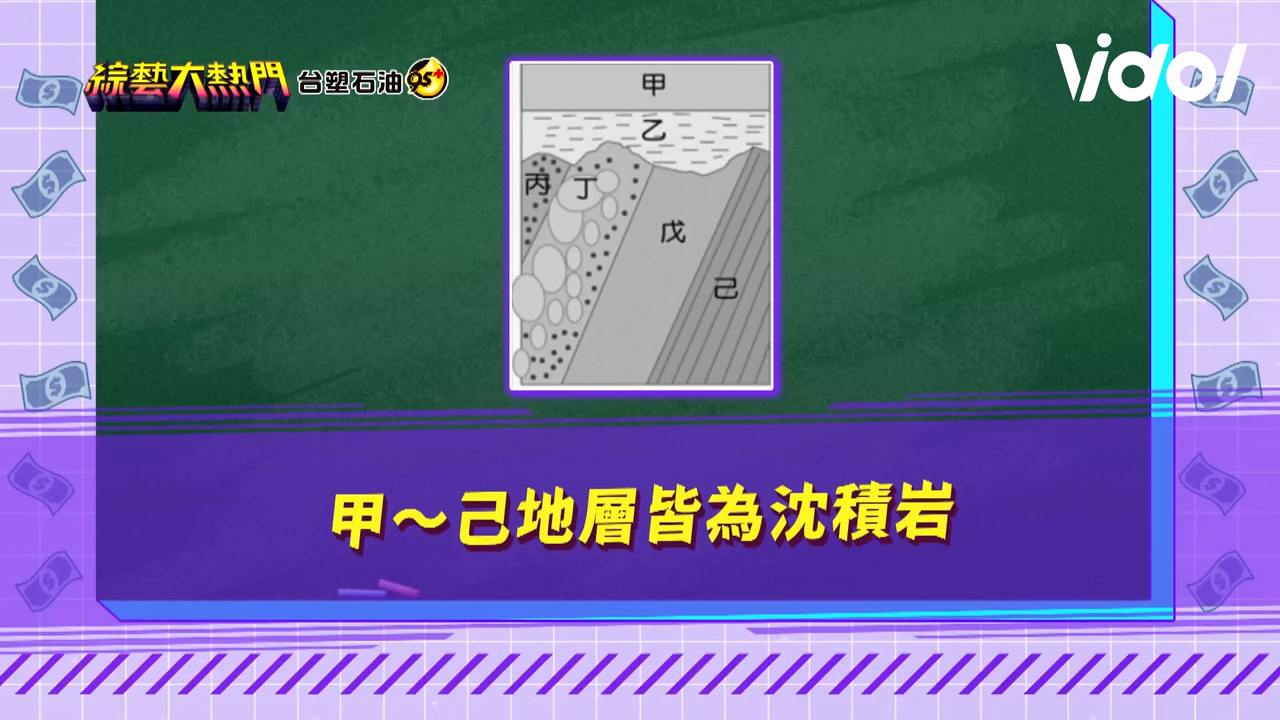 綜藝大熱門 台塑石油 95+
Vidol
甲
乙
丙 丁
戊
己
甲～己地層皆為沈積岩